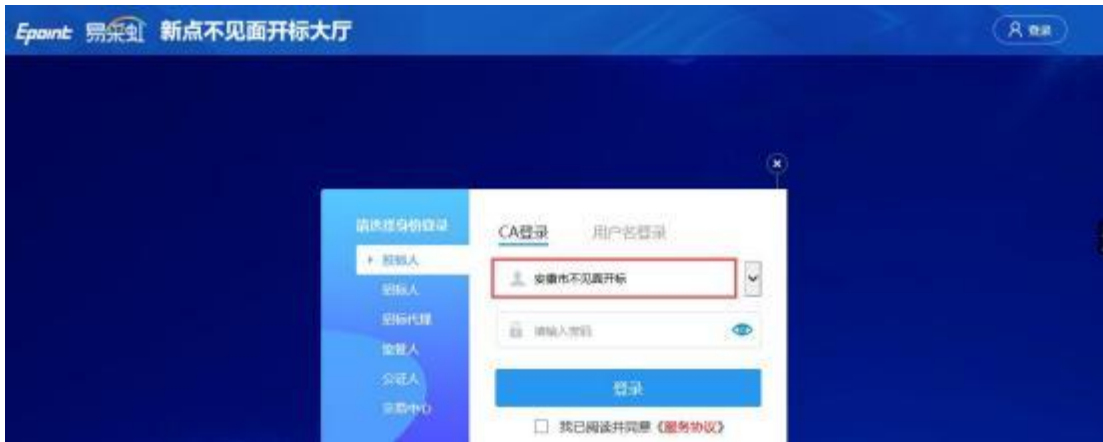 Epoint 易采虹 新点不见面开标大厅
登录
请选择身份登录
投标人
招标人
招标代理
监督人
公证人
交易中心
CA登录 用户名登录
安徽市不见面开标
请输入密码
登录
我已阅读并同意《服务协议》